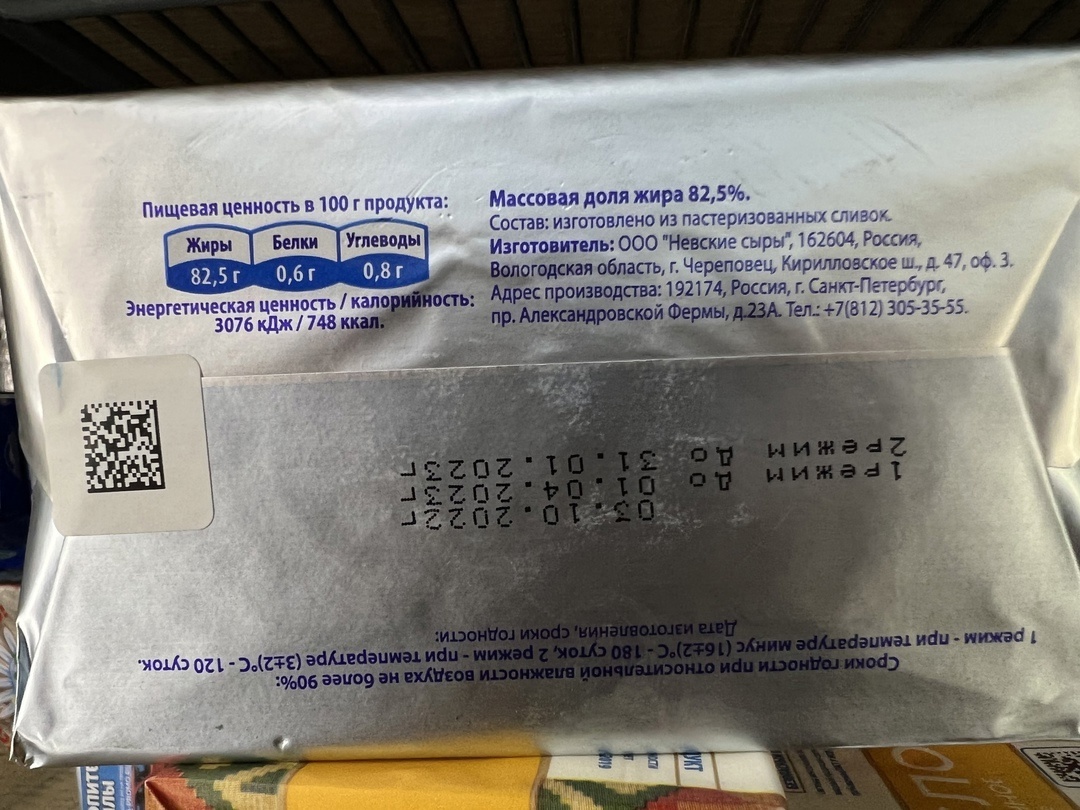 Пищевая ценность в 100 г продукта:
Жиры Белки Углеводы
82,5 г 0,6 г 0,8 г
Энергетическая ценность / калорийность:
3076 кДж / 748 ккал.
Массовая доля жира 82,5%.
Состав: изготовлено из пастеризованных сливок.
Изготовитель: ООО "Невские сыры", 162604, Россия,
Вологодская область, г. Череповец, Кирилловское ш., д. 47, оф. 3.
Адрес производства: 192174, Россия, г. Санкт-Петербург,
пр. Александровской Фермы, д.23А. Тел.: +7(812) 305-35-55.
Сроки годности при относительной влажности воздуха не более 90%:
1 режим - при температуре минус (16±2)°С - 180 суток, 2 режим - при температуре (3±2)°С - 120 суток.
Дата изготовления, сроки годности:
03.10.2022г
1режим До 01.04.2023г
2режим До 31.01.2023г